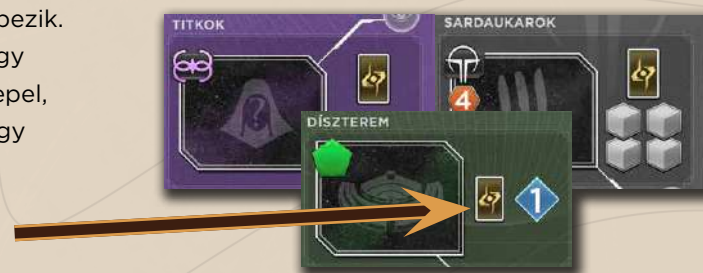 pezik.
gy
epel,
gy
TITKOK
SARDAUKAROK
4
DÍSZTEREM
?
1